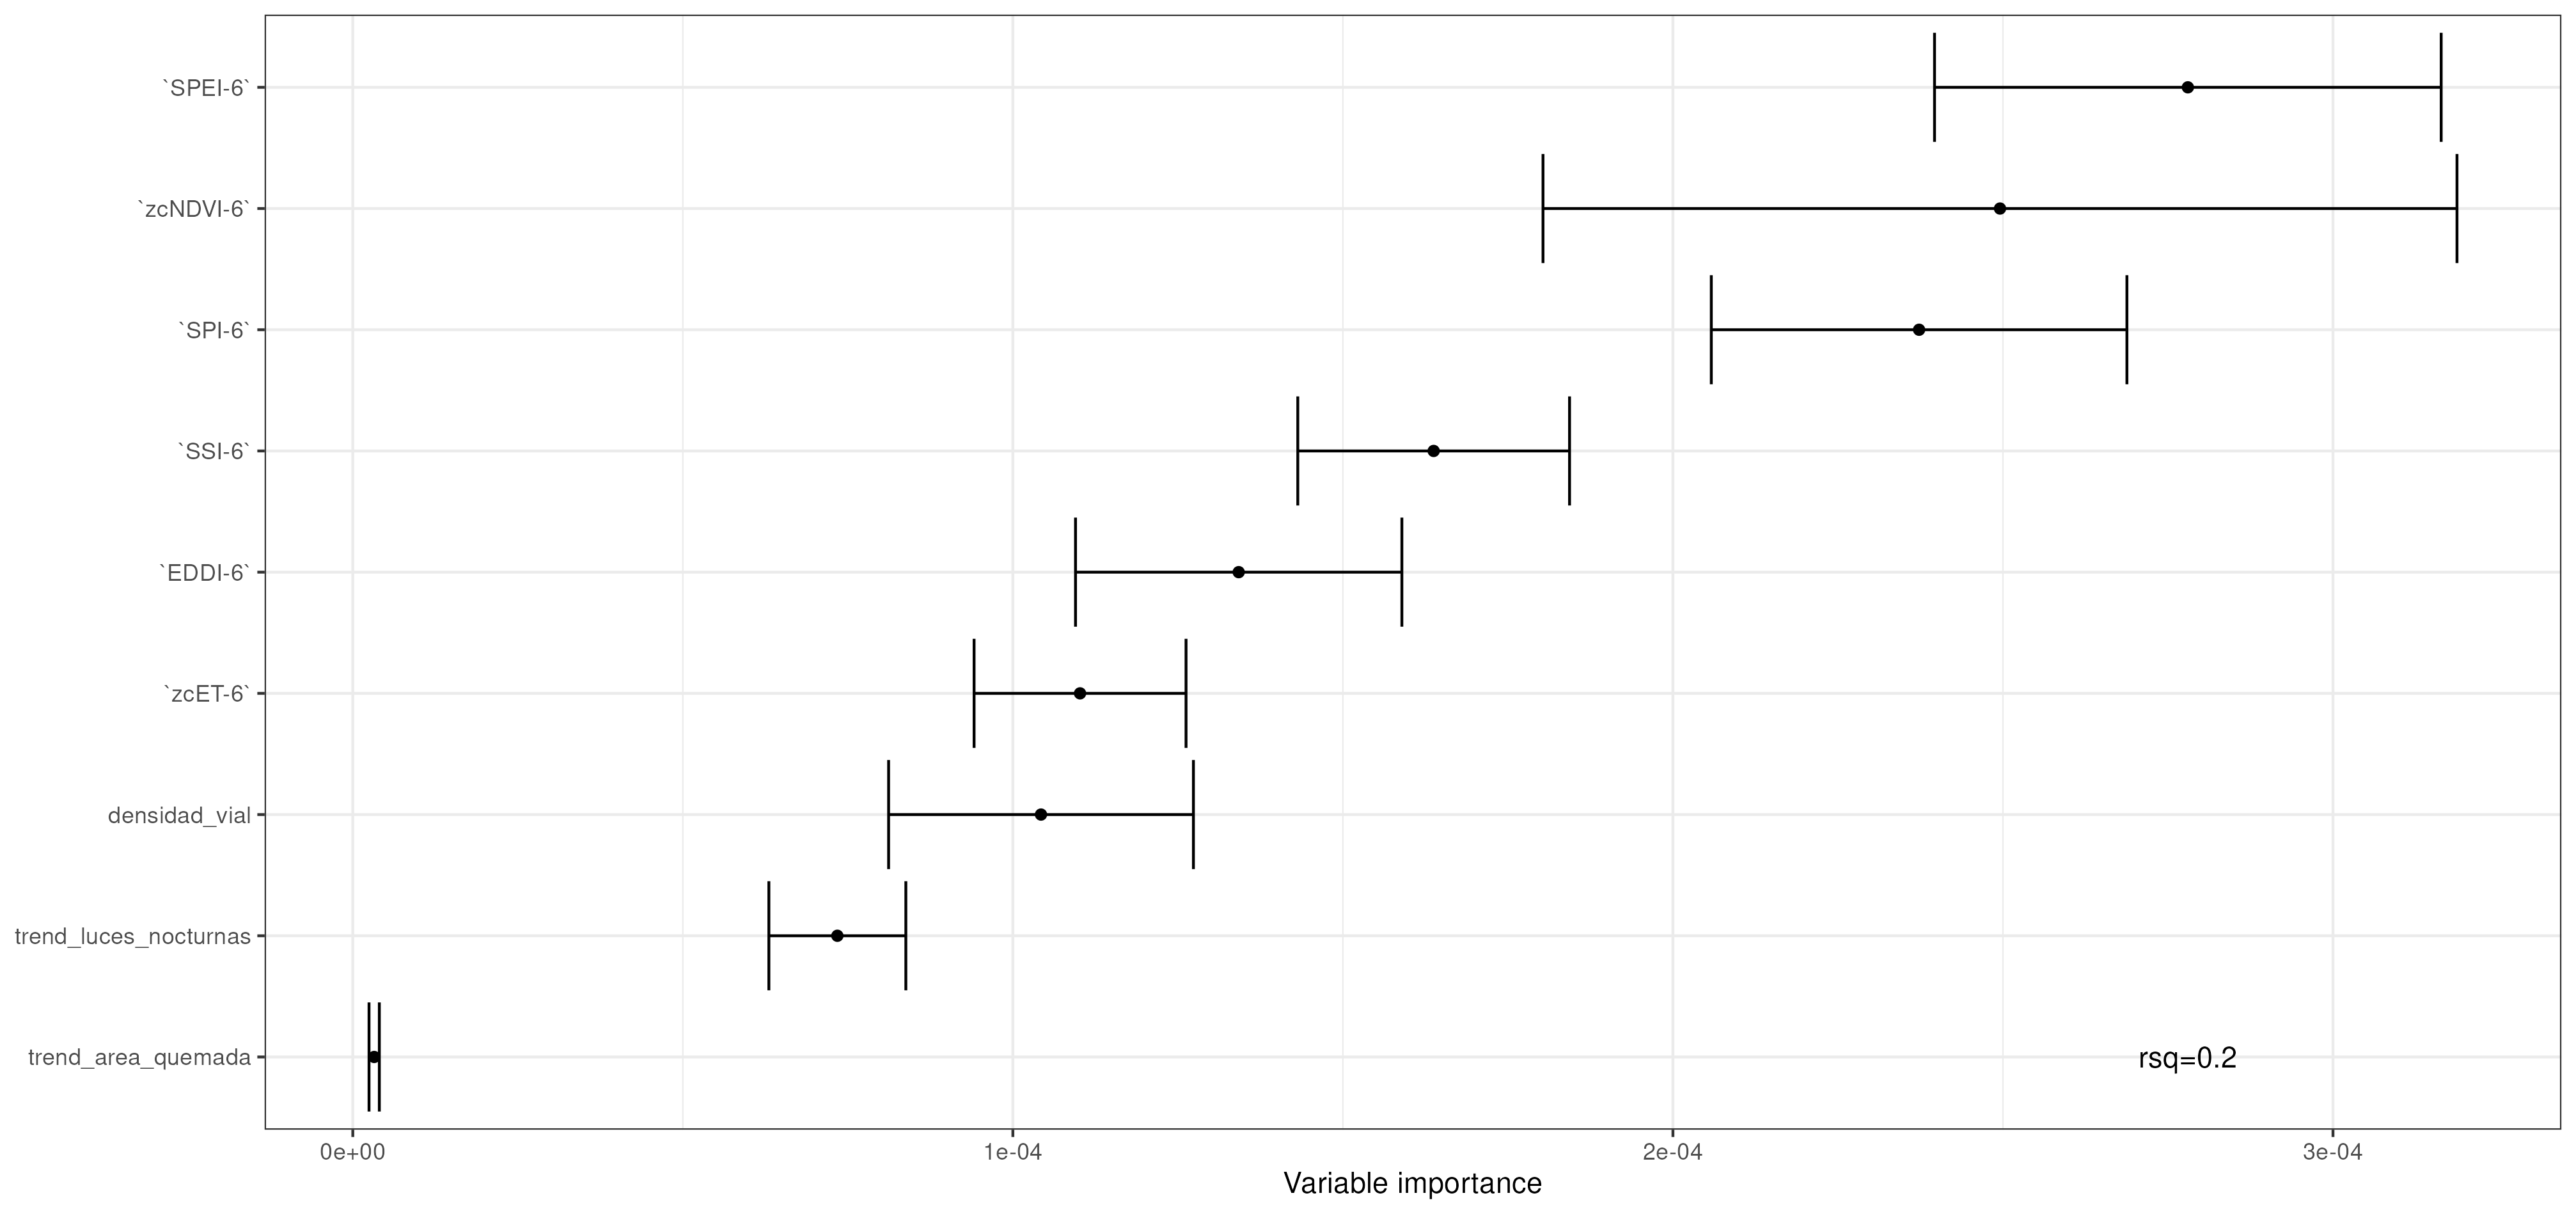 `SPEI-6`
`zcNDVI-6`
`SPI-6`
`SSI-6`
`EDDI-6`
`zcET-6`
densidad_vial
trend_luces_nocturnas
trend_area_quemada
rsq=0.2
0e+00 1e-04 2e-04 3e-04
Variable importance